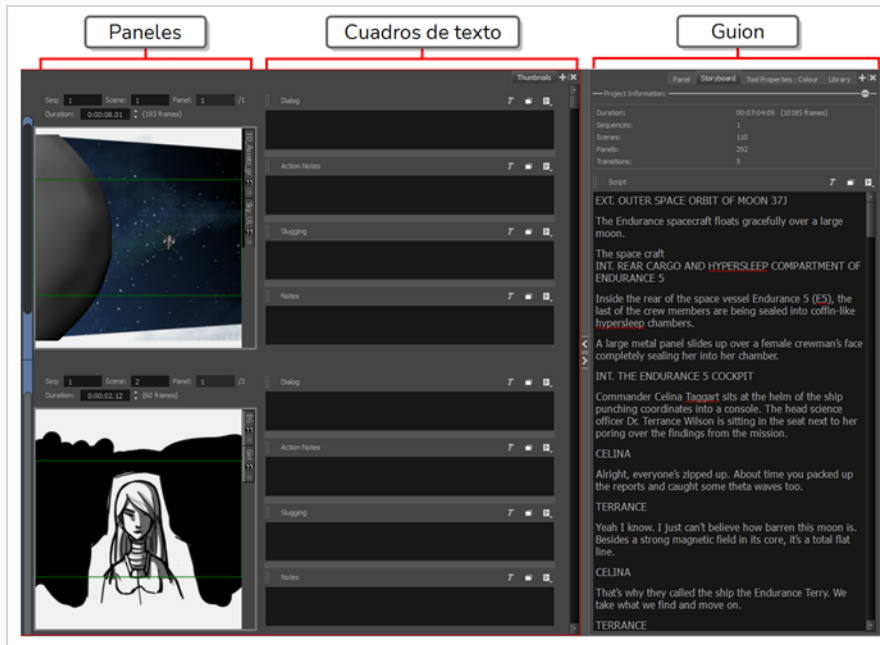 Paneles
Cuadros de texto
Guion
Thumbnails
Panel Storyboard Tool Properties : Colour Library
Seq: 1 Scene: 1 Panel: 1 /1
Duration: 0:00:08.01 (193 frames)
Dialog
Action Notes
Slugging
Notes
Seq: 1 Scene: 2 Panel: 1 /3
Duration: 0:00:02.12 (60 frames)
Dialog
Action Notes
Slugging
Notes
Project Information:
Duration: 00:07:04:09 (10185 frames)
Sequences: 1
Scenes: 110
Panels: 292
Transitions: 5
Script
EXT. OUTER SPACE ORBIT OF MOON 37J
The Endurance spacecraft floats gracefully over a large
moon.
The space craft
INT. REAR CARGO AND HYPERSLEEP COMPARTMENT OF
ENDURANCE 5
Inside the rear of the space vessel Endurance 5 (E5), the
last of the crew members are being sealed into coffin-like
hypersleep chambers.
A large metal panel slides up over a female crewman's face
completely sealing her into her chamber.
INT. THE ENDURANCE 5 COCKPIT
Commander Celina Taggart sits at the helm of the ship
punching coordinates into a console. The head science
officer Dr. Terrance Wilson is sitting in the seat next to her
poring over the findings from the mission.
CELINA
Alright, everyone's zipped up. About time you packed up
the reports and caught some theta waves too.
TERRANCE
Yeah I know. I just can't believe how barren this moon is.
Besides a strong magnetic field in its core, it's a total flat
line.
CELINA
That's why they called the ship the Endurance Terry. We
take what we find and move on.
TERRANCE